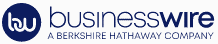 bw businesswire
A BERKSHIRE HATHAWAY COMPANY